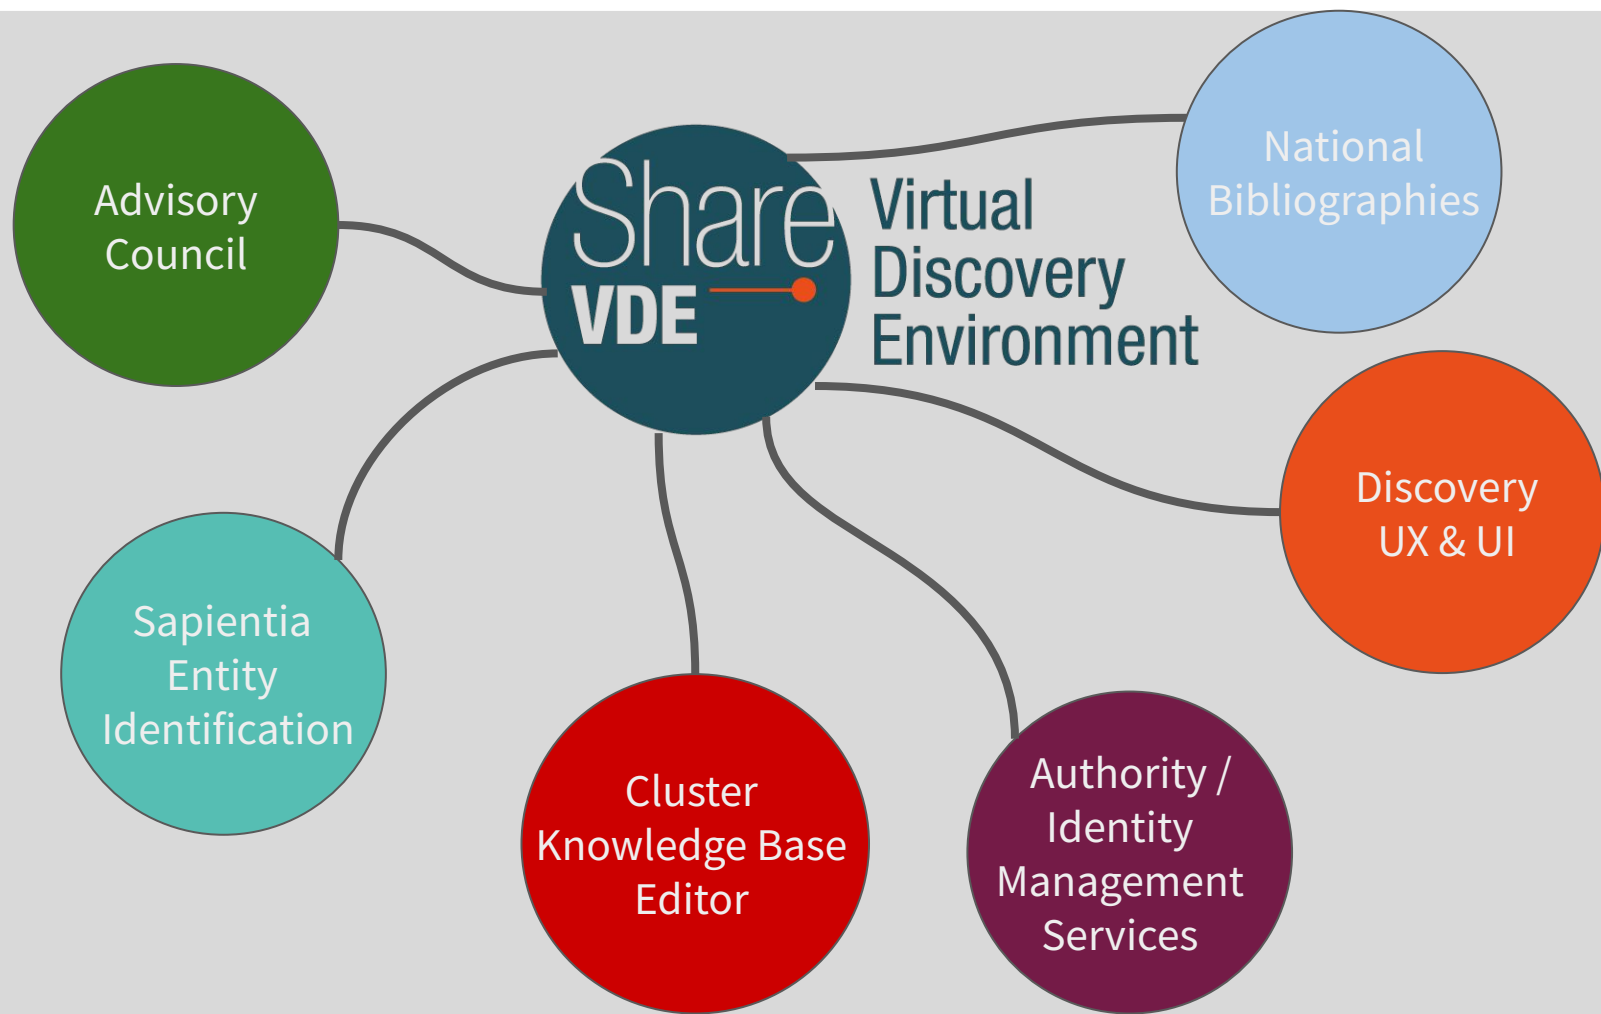 Advisory
Council
Share
VDE
Virtual
Discovery
Environment
National
Bibliographies
Discovery
UX & UI
Sapientia
Entity
Identification
Cluster
Knowledge Base
Editor
Authority /
Identity
Management
Services